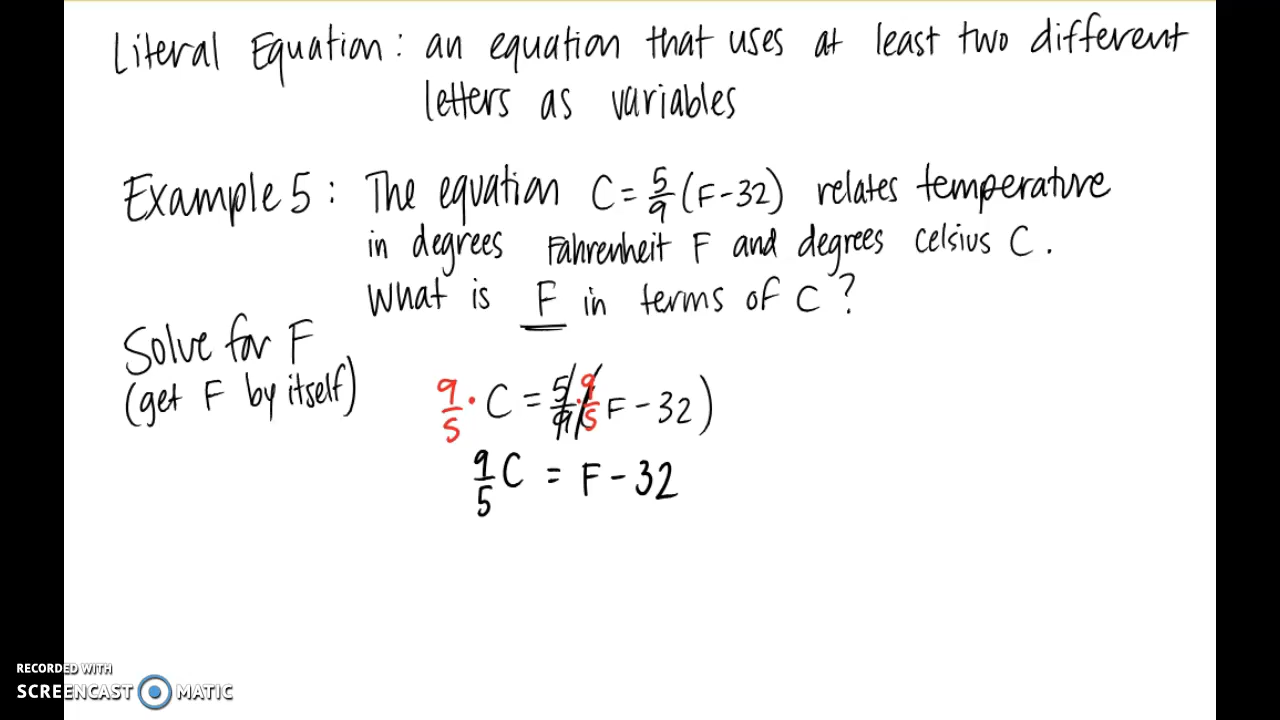 Literal Equation: an equation that uses at least two different
letters as variables
Example 5: The equation C = 5/9 (F - 32) relates temperature
in degrees Fahrenheit F and degrees Celsius C.
What is F in terms of C?
Solve for F
(get F by itself)
9/5 · C = 5/9 · 9/5 F - 32)
9/5 C = F - 32
RECORDED WITH
SCREENCAST MATIC